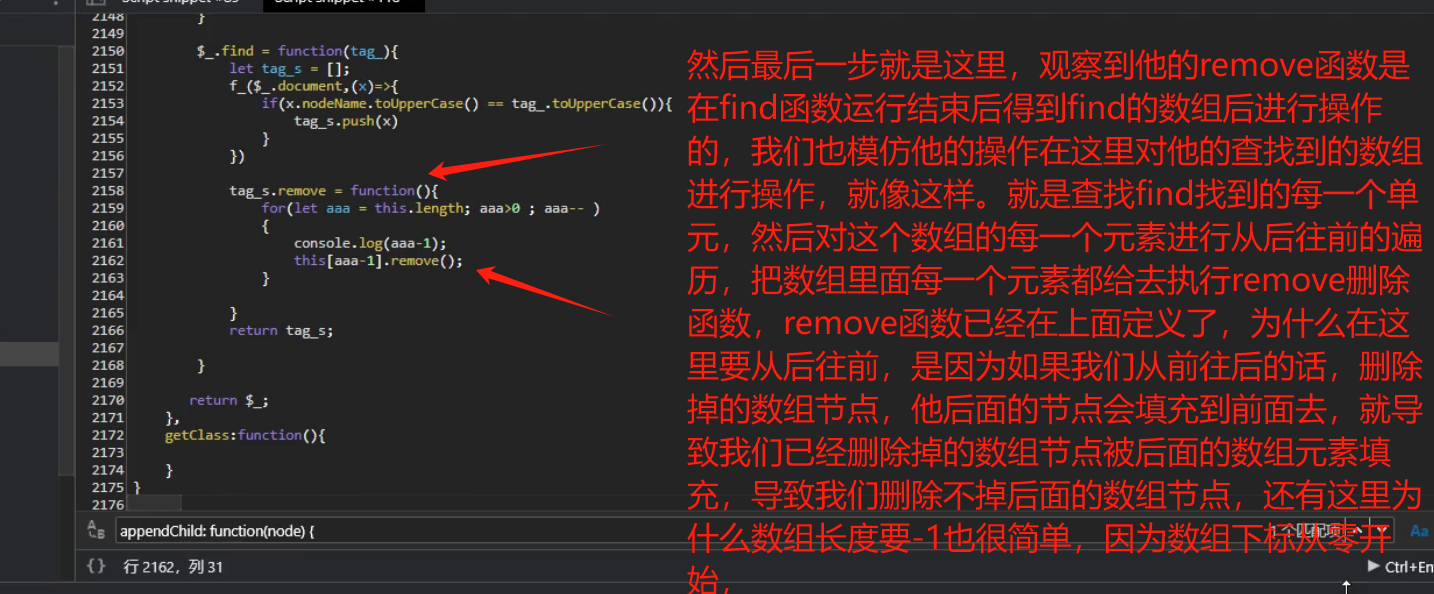 2148 }
2149
2150 $_.find = function(tag_){
2151 let tag_s = [];
2152 f_($_.document,(x)=>{
2153 if(x.nodeName.toUpperCase() == tag_.toUpperCase()){
2154 tag_s.push(x)
2155 }
2156 })
2157
2158 tag_s.remove = function(){
2159 for(let aaa = this.length; aaa>0 ; aaa-- )
2160 {
2161 console.log(aaa-1);
2162 this[aaa-1].remove();
2163 }
2164
2165 }
2166 return tag_s;
2167
2168 }
2169
2170 return $_;
2171 },
2172 getClass:function(){
2173
2174 }
2175 }
2176
然后最后一步就是这里，观察到他的remove函数是
在find函数运行结束后得到find的数组后进行操作
的，我们也模仿他的操作在这里对他的查找到的数组
进行操作，就像这样。就是查找find找到的每一个单
元，然后对这个数组的每一个元素进行从后往前的遍
历，把数组里面每一个元素都给去执行remove删除
函数，remove函数已经在上面定义了，为什么在这
里要从后往前，是因为如果我们从前往后的话，删除
掉的数组节点，他后面的节点会填充到前面去，就导
致我们已经删除掉的数组节点被后面的数组元素填
充，导致我们删除不掉后面的数组节点，还有这里为
什么数组长度要-1也很简单，因为数组下标从零开
始，
appendChild: function(node) {
个匹配项
Aa
{ } 行 2162，列 31
Ctrl+En